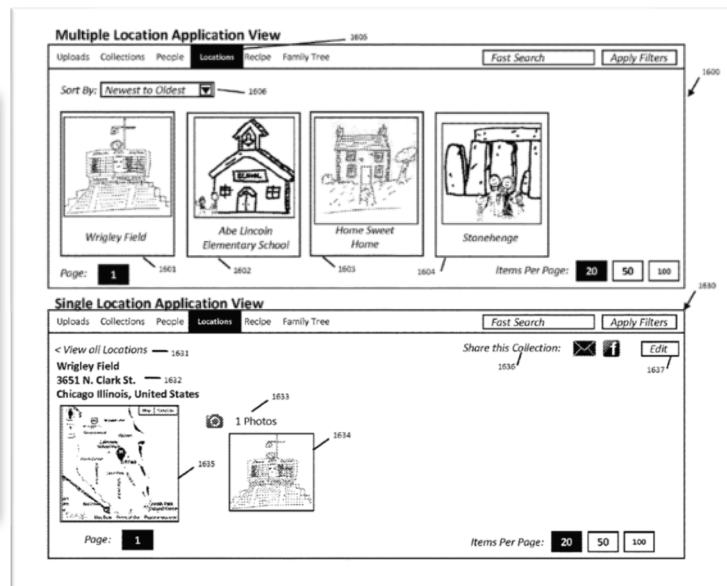 Multiple Location Application View
1605
Uploads Collections People Locations Recipe Family Tree Fast Search Apply Filters
1600
Sort By: Newest to Oldest 1606
SCHOOL
Wrigley Field Abe Lincoln Elementary School Home Sweet Home Stonehenge
1601 1602 1603 1604
Page: 1 Items Per Page: 20 50 100
1630
Single Location Application View
Uploads Collections People Locations Recipe Family Tree Fast Search Apply Filters
< View all Locations 1631 Share this Collection: f Edit
1636 1637
Wrigley Field
3651 N. Clark St. 1632
Chicago Illinois, United States
1633
1 Photos
1634
1635
Page: 1 Items Per Page: 20 50 100